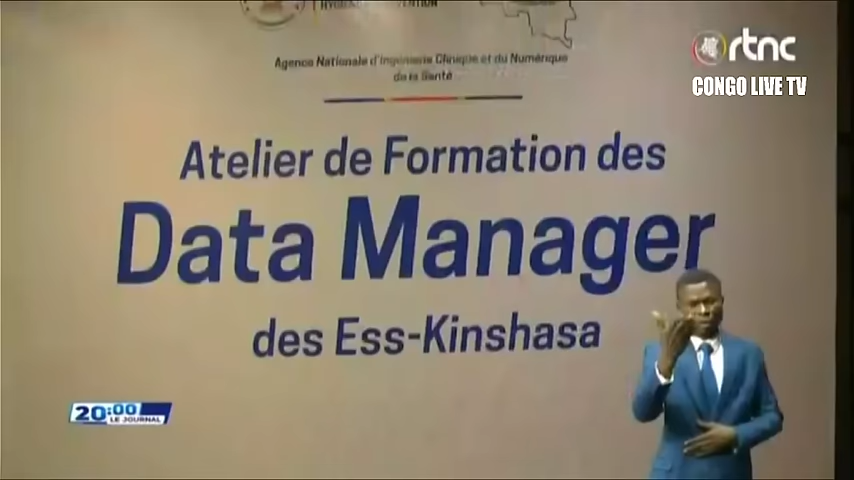 rtnc
CONGO LIVE TV
Agence Nationale d'Ingénierie Clinique et du Numérique
de la Santé
Atelier de Formation des
Data Manager
des Ess-Kinshasa
20:00
LE JOURNAL